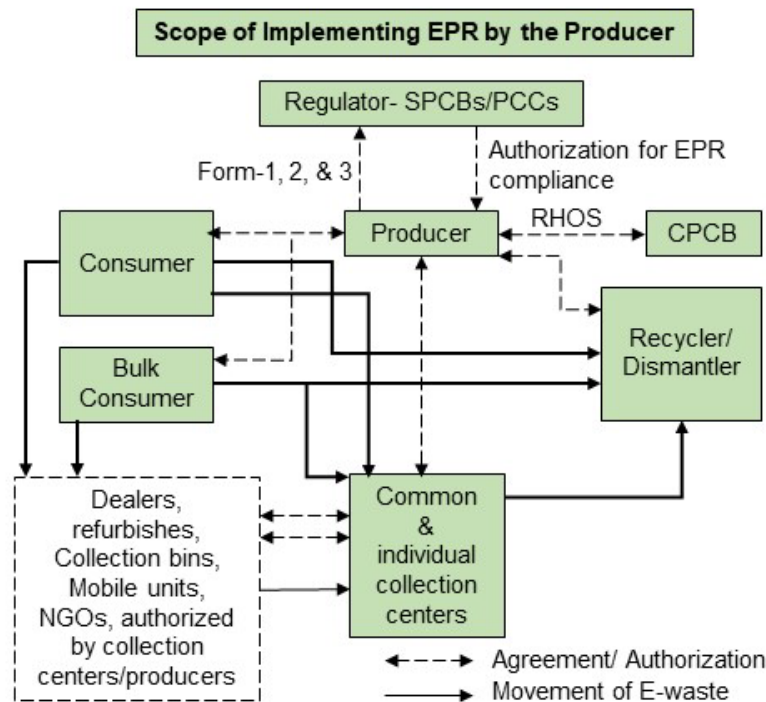 Scope of Implementing EPR by the Producer
Regulator- SPCBs/PCCs
Form-1, 2, & 3
Authorization for EPR
compliance
Consumer
Producer
RHOS
CPCB
Bulk
Consumer
Recycler/
Dismantler
Dealers,
refurbishes,
Collection bins,
Mobile units,
NGOs, authorized
by collection
centers/producers
Common
&
individual
collection
centers
Agreement/ Authorization
Movement of E-waste